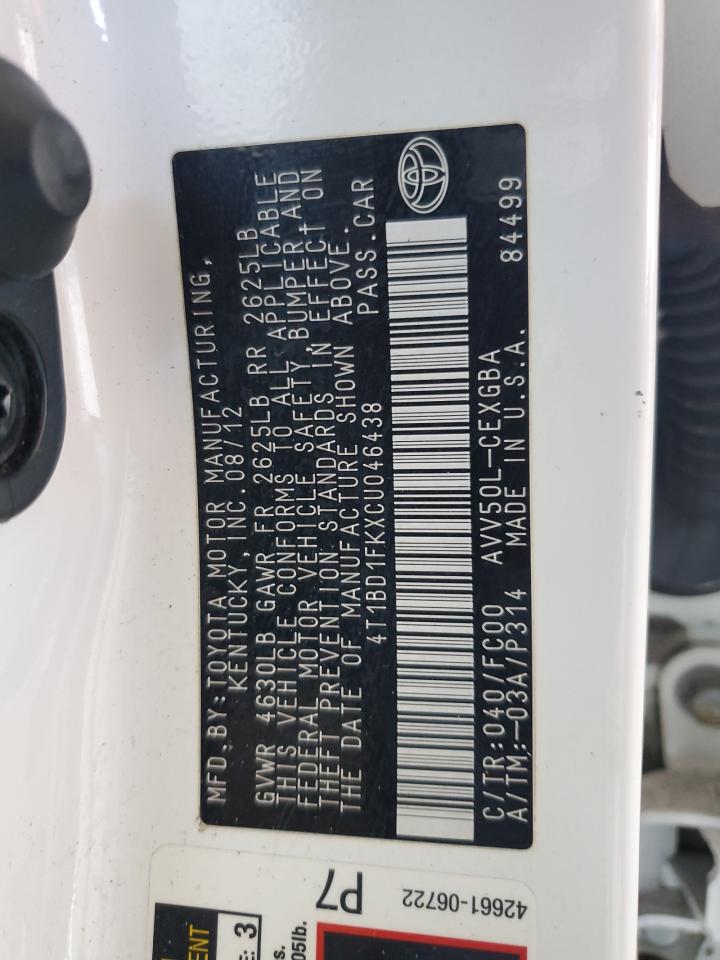 MFD.BY:TOYOTA MOTOR MANUFACTURING,
KENTUCKY, INC.08/12
GVWR 4630LB GAWR FR 2625LB RR 2625LB
THIS VEHICLE CONFORMS TO ALL APPLICABLE
FEDERAL MOTOR VEHICLE SAFETY,BUMPER,AND
THEFT PREVENTION STANDARDS IN EFFECT ON
THE DATE OF MANUFACTURE SHOWN ABOVE.
4T1BD1FKXCU046438 PASS.CAR
C/TR:040/FC00 AVV50L-CEXGBA 84499
A/TM:-03A/P314 MADE IN U.S.A.
P7
42661-06722
3